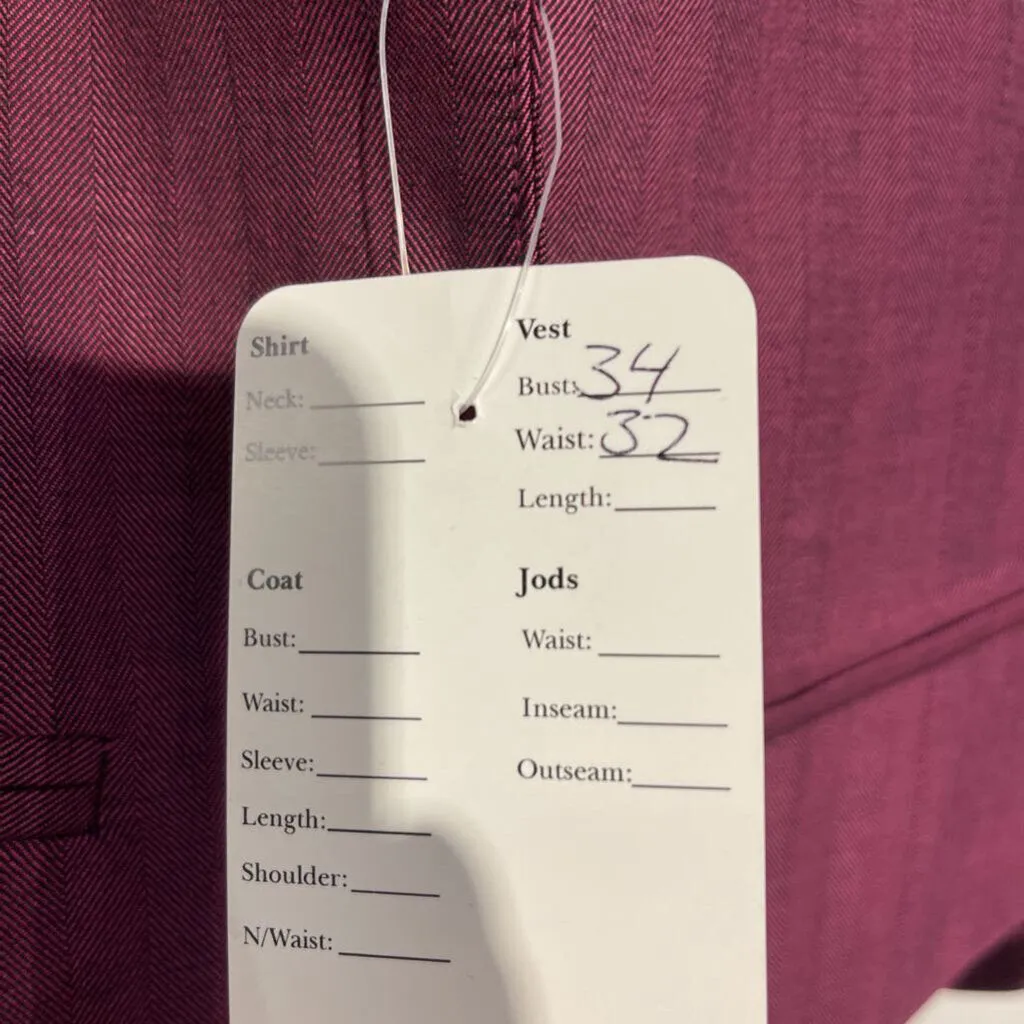 Shirt
Neck:
Sleeve:
Vest
Bust: 34
Waist: 32
Length:
Coat
Bust:
Waist:
Sleeve:
Length:
Shoulder:
N/Waist:
Jods
Waist:
Inseam:
Outseam: